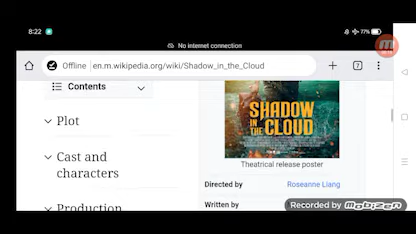 8:22
77%
No internet connection
Offline
en.m.wikipedia.org/wiki/Shadow_in_the_Cloud
7
Contents
Plot
Cast and
characters
Production
SHADOW
IN THE CLOUD
Theatrical release poster
Directed by Roseanne Liang
Written by
Recorded by Mobizen